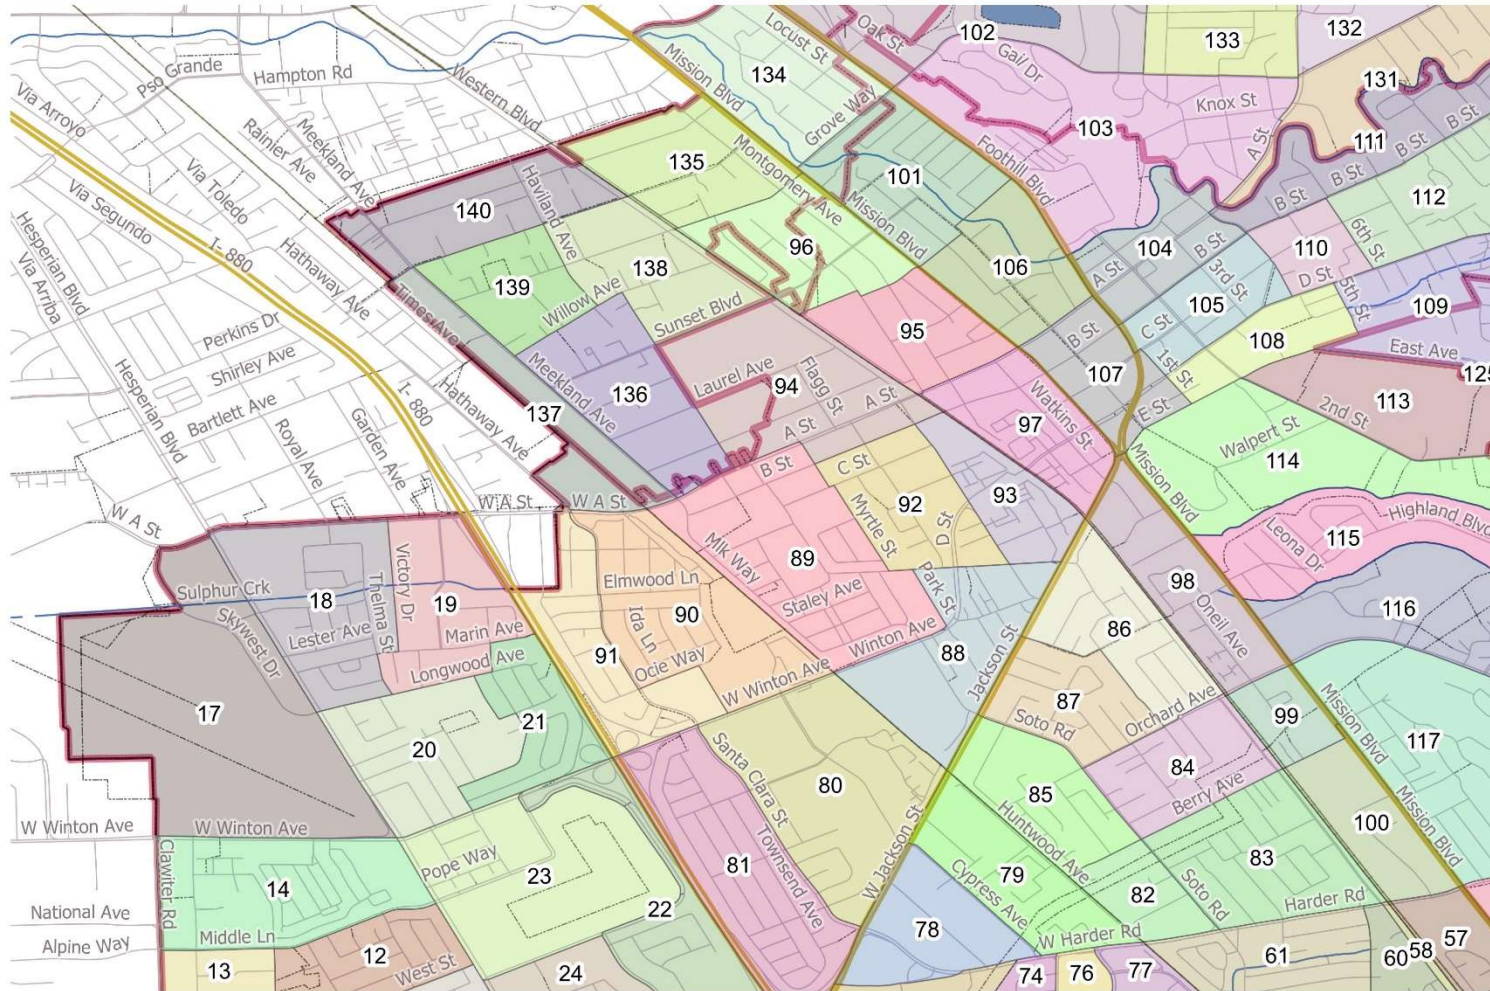 Locust St
Oak St
102
133
132
Pso Grande
Hampton Rd
Western Blvd
Mission Blvd
134
Gail Dr
131
Via Arroyo
Knox St
B St
Grove Way
103
A St
111
B St
Rainier Ave
Meekland Ave
135
Montgomery Ave
101
Foothill Blvd
B St
Via Toledo
B St
112
Via Segundo
140
Haviland Ave
Mission Blvd
110
6th St
Hesperian Blvd
I- 880
Hathaway Ave
96
104
B St
Via Arriba
138
106
A St
3rd St
D St
5th St
139
Willow Ave
Times Ave
Sunset Blvd
105
109
Perkins Dr
95
B St
C St
108
East Ave
Shirley Ave
Laurel Ave
Flagg St
107
1st St
125
Hesperian Blvd
I- 880
Meekland Ave
136
94
A St
Watkins St
113
Bartlett Ave
Hathaway Ave
137
A St
97
E St
2nd St
Royal Ave
Garden Ave
Walpert St
B St
C St
Mission Blvd
114
W A St
W A St
W A St
Myrtle St
92
93
Highland Blvd
D St
Leona Dr
115
Mlk Way
89
Victory Dr
Elmwood Ln
98
Sulphur Crk
Thelma St
18
19
Park St
Staley Ave
116
Skywest Dr
Lester Ave
Marin Ave
Ida Ln
90
Winton Ave
86
Oneil Ave
Longwood Ave
91
Ocie Way
88
W Winton Ave
Jackson St
87
Orchard Ave
17
Soto Rd
99
Mission Blvd
20
21
117
Santa Clara St
80
84
Berry Ave
85
W Winton Ave
W Winton Ave
Townsend Ave
Huntwood Ave
100
Mission Blvd
Clawiter Rd
Pope Way
81
W Jackson St
83
14
23
79
82
Soto Rd
Cypress Ave
National Ave
22
Harder Rd
Alpine Way
Middle Ln
78
W Harder Rd
12
57
13
West St
24
74
76
77
61
60
58